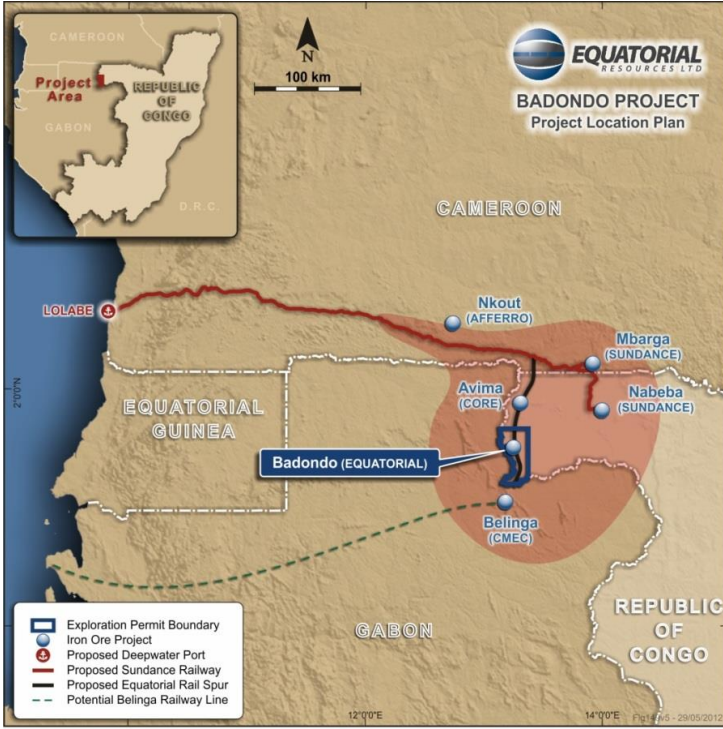 CAMEROON
Project
Area
REPUBLIC
OF
CONGO
GABON
D.R.C.
N
100 km
EQUATORIAL
RESOURCES LTD
BADONDO PROJECT
Project Location Plan
CAMEROON
LOLABE
Nkout
(AFFERRO)
Mbarga
(SUNDANCE)
2°0'0"N
EQUATORIAL
GUINEA
Avima
(CORE)
Nabeba
(SUNDANCE)
Badondo (EQUATORIAL)
Belinga
(CMEC)
GABON
REPUBLIC
OF
CONGO
Exploration Permit Boundary
Iron Ore Project
Proposed Deepwater Port
Proposed Sundance Railway
Proposed Equatorial Rail Spur
Potential Belinga Railway Line
12°0'0"E
14°0'0"E
29/05/2012